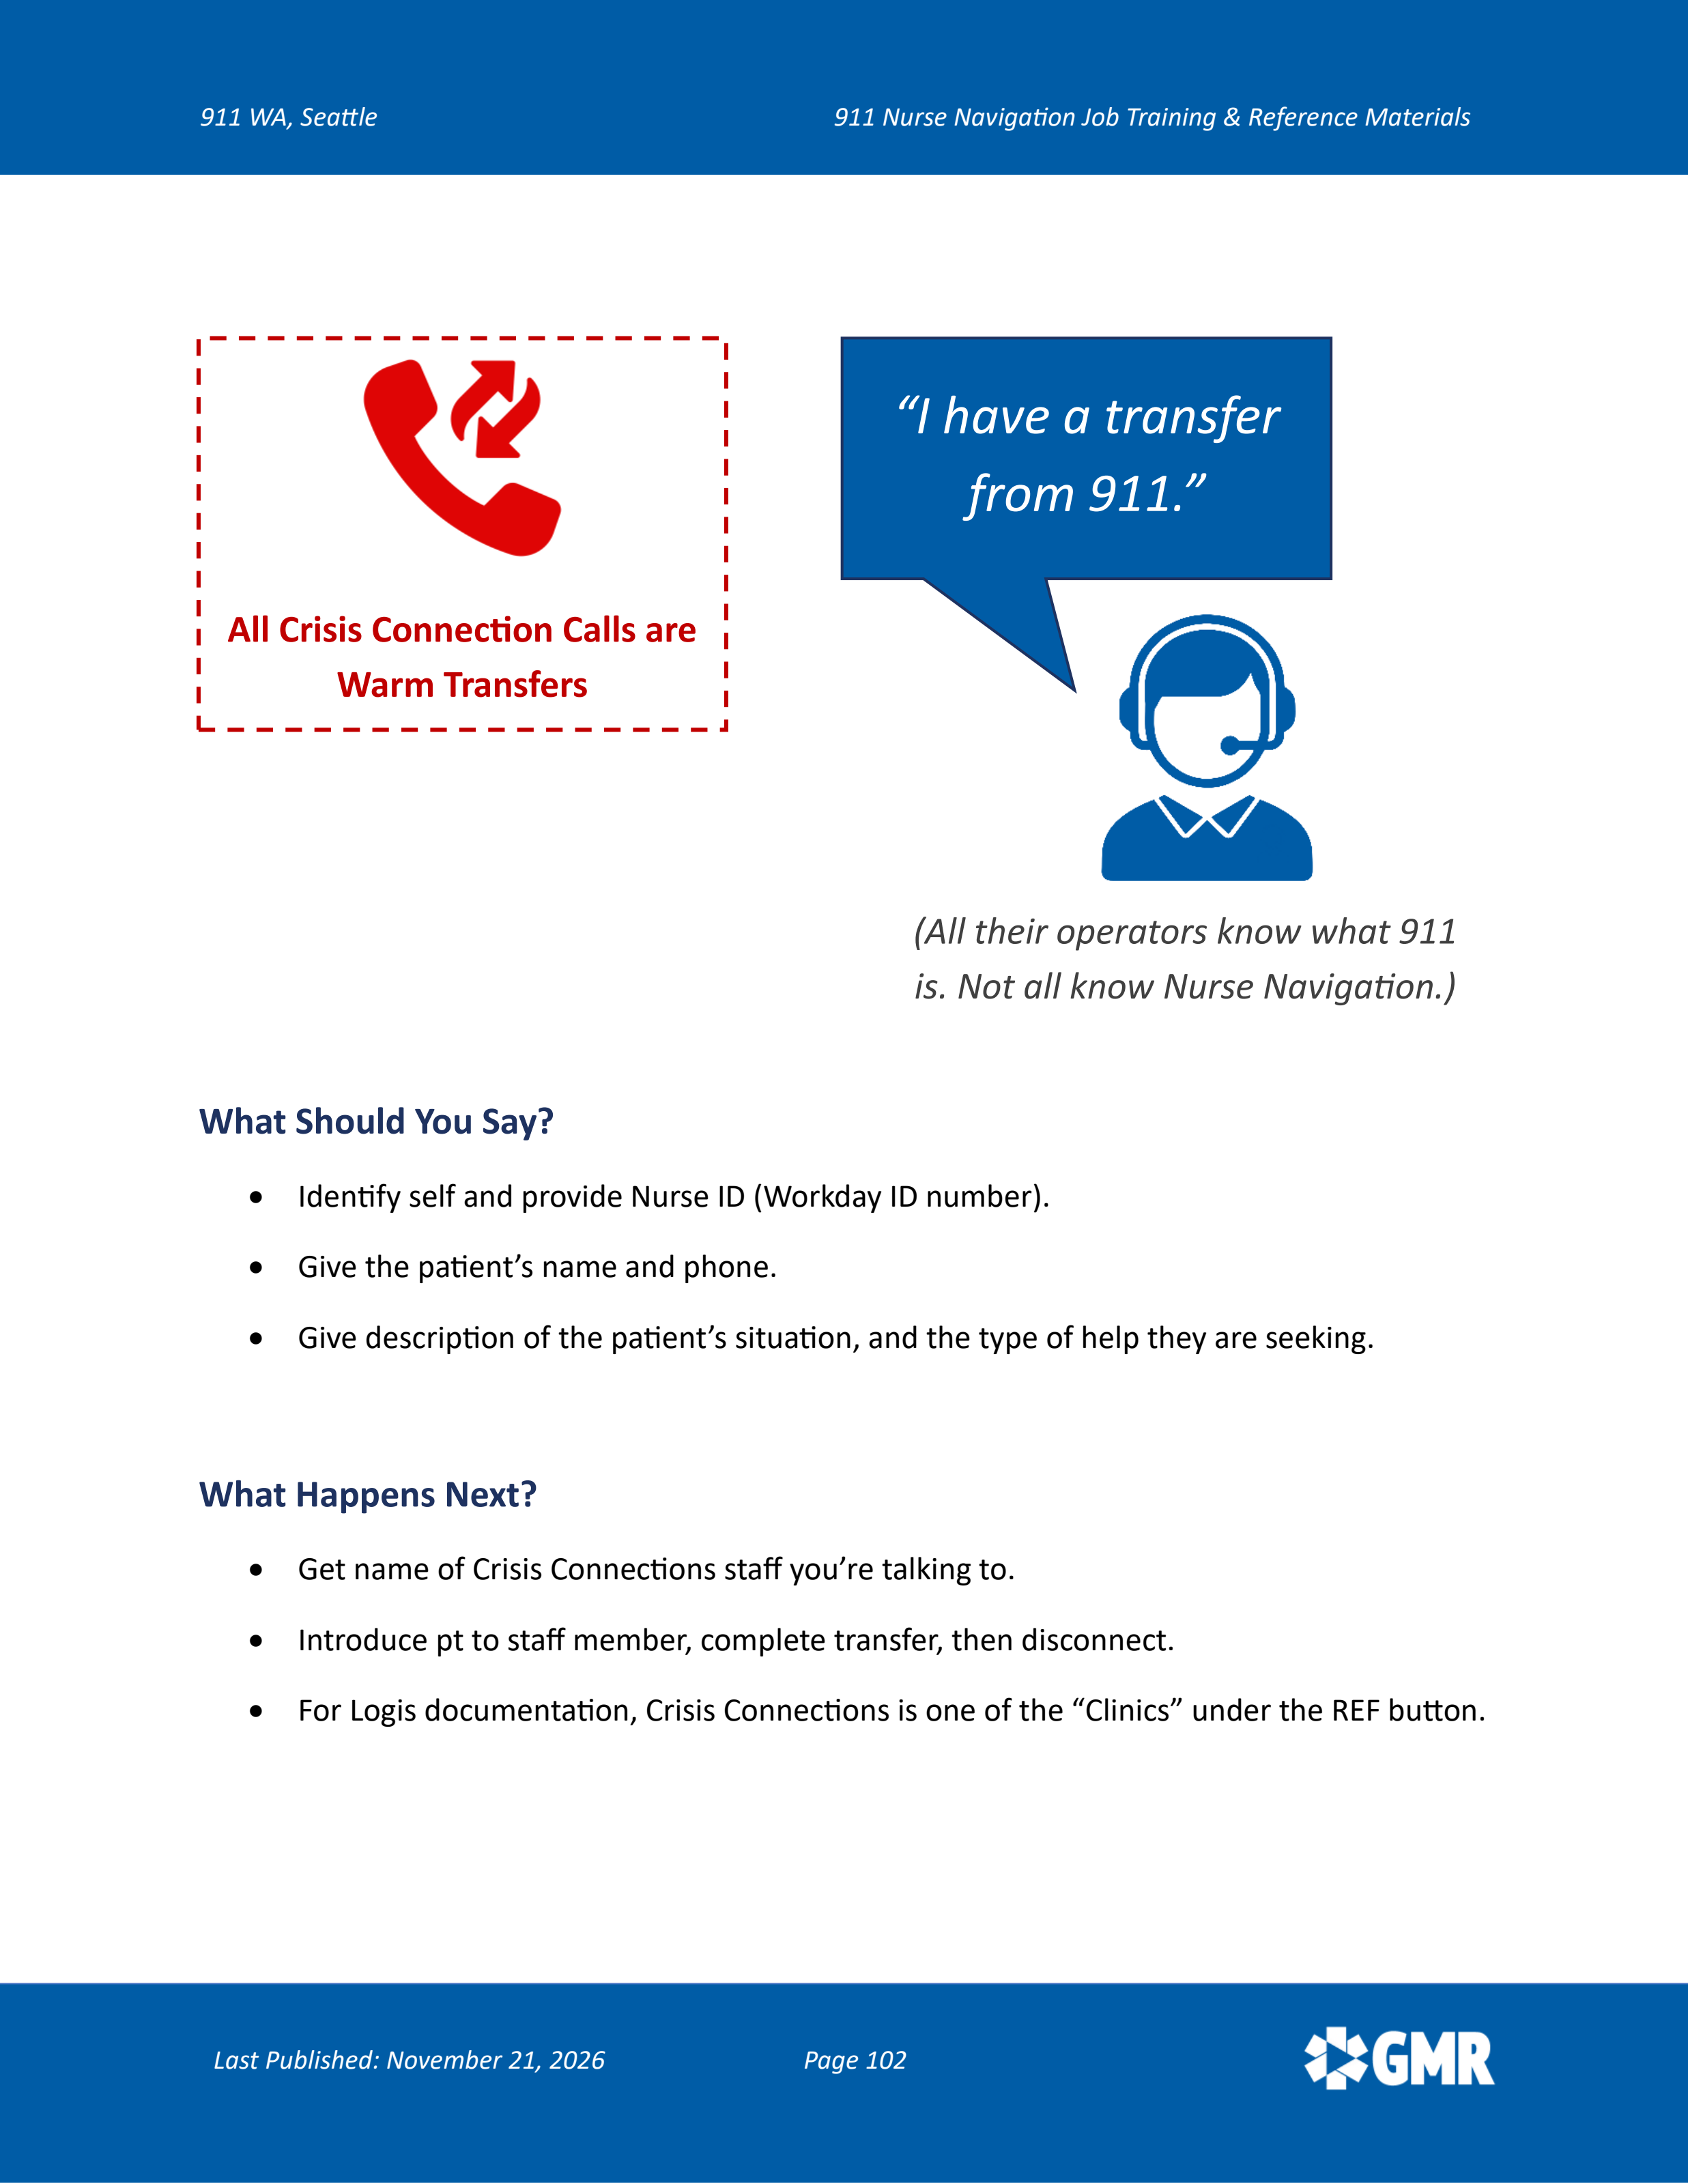 911 WA, Seattle
911 Nurse Navigation Job Training & Reference Materials
All Crisis Connection Calls are
Warm Transfers
“I have a transfer
from 911.”
(All their operators know what 911
is. Not all know Nurse Navigation.)
What Should You Say?
• Identify self and provide Nurse ID (Workday ID number).
• Give the patient’s name and phone.
• Give description of the patient’s situation, and the type of help they are seeking.
What Happens Next?
• Get name of Crisis Connections staff you’re talking to.
• Introduce pt to staff member, complete transfer, then disconnect.
• For Logis documentation, Crisis Connections is one of the “Clinics” under the REF button.
Last Published: November 21, 2026
Page 102
GMR